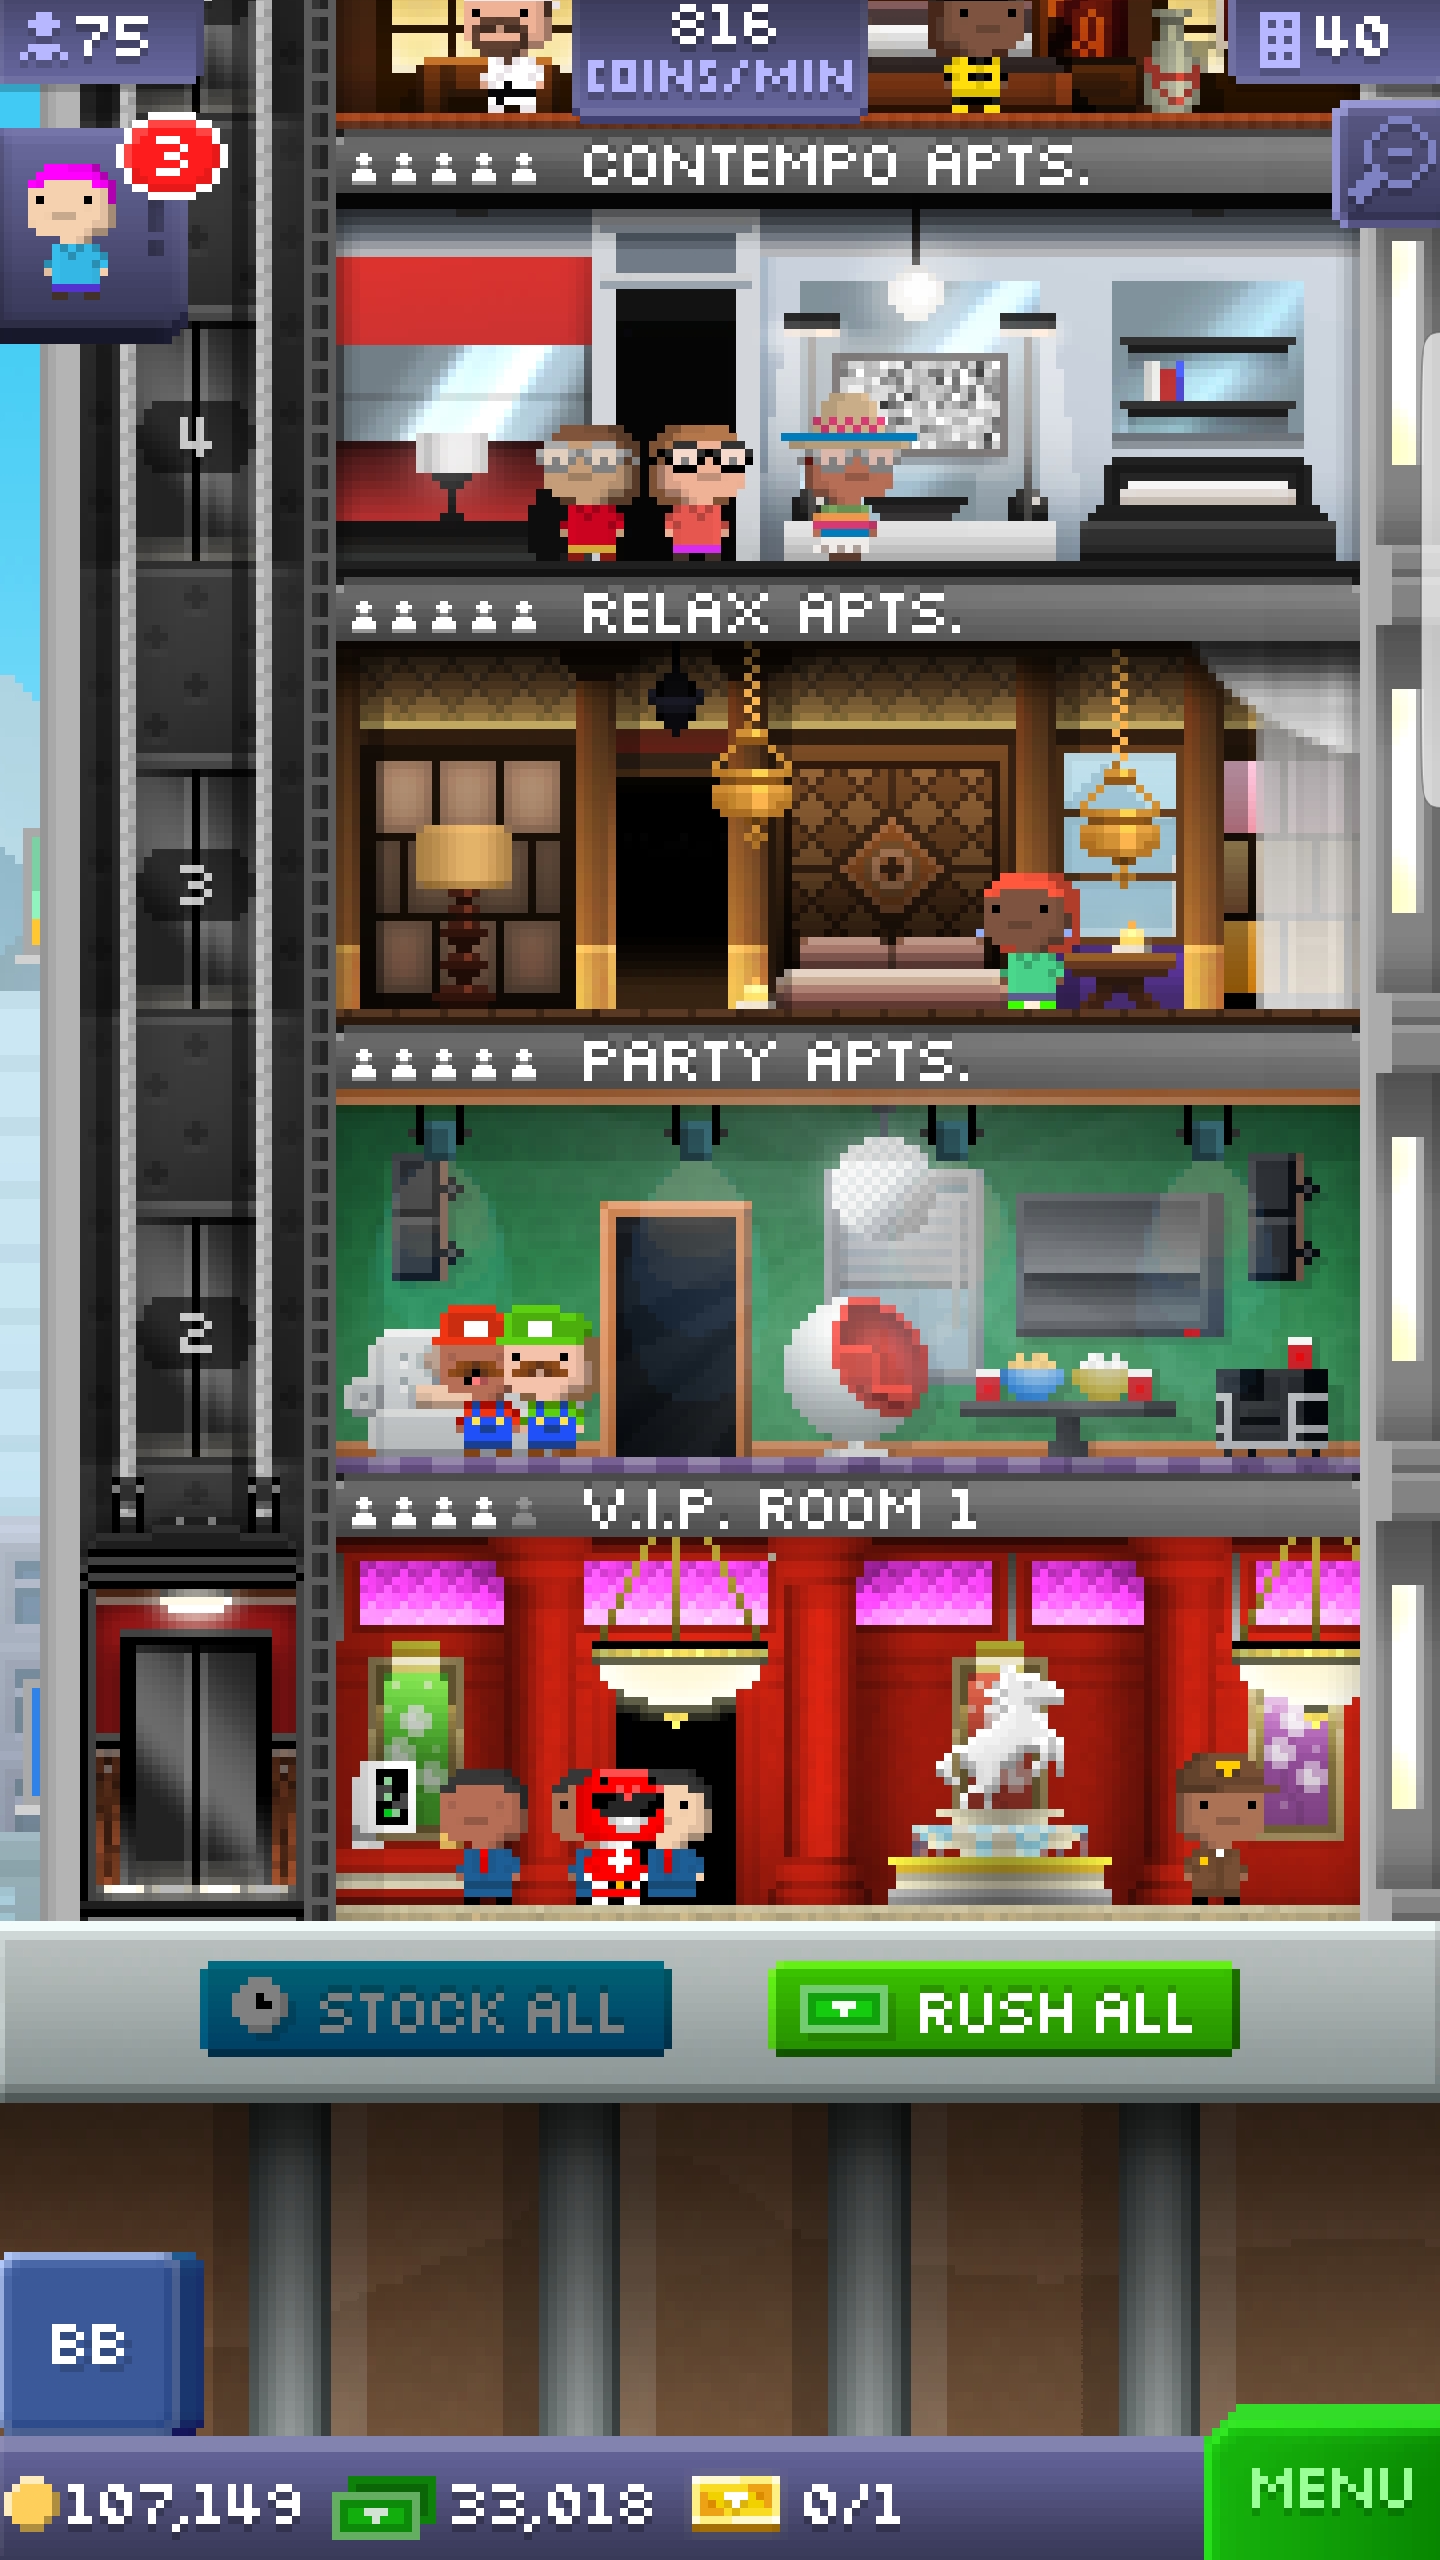 75
816
COINS/MIN
40
3
CONTEMPO APTS.
4
RELAX APTS.
3
PARTY APTS.
2
V.I.P. ROOM 1
STOCK ALL
RUSH ALL
BB
107,149
33,018
0/1
MENU